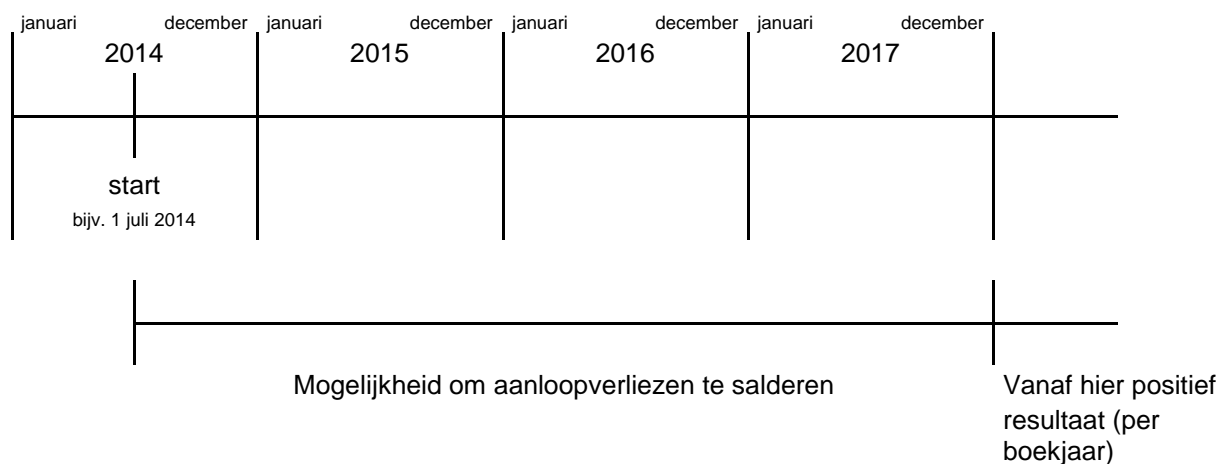 januari december januari december januari december januari december
2014 2015 2016 2017
start
bijv. 1 juli 2014
Mogelijkheid om aanloopverliezen te salderen
Vanaf hier positief
resultaat (per
boekjaar)